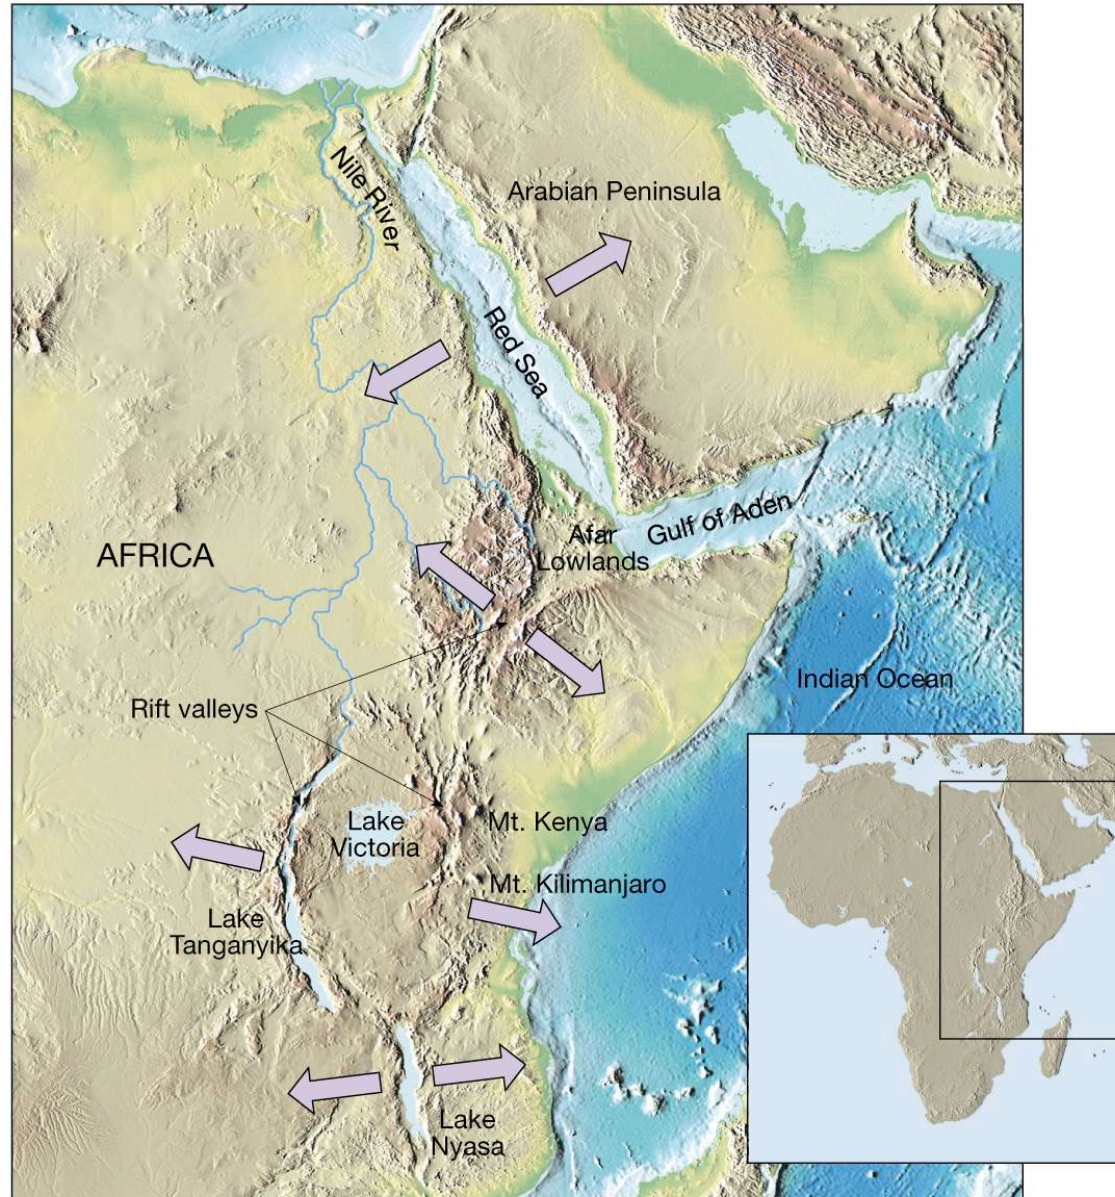 Nile River
Arabian Peninsula
Red Sea
AFRICA
Afar
Lowlands
Gulf of Aden
Indian Ocean
Rift valleys
Lake
Victoria
Mt. Kenya
Mt. Kilimanjaro
Lake
Tanganyika
Lake
Nyasa